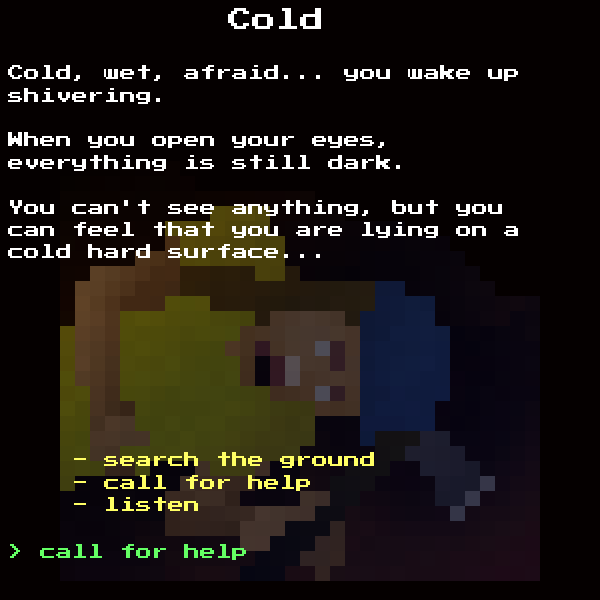 Cold
Cold, wet, afraid... you wake up
shivering.
When you open your eyes,
everything is still dark.
You can't see anything, but you
can feel that you are lying on a
cold hard surface...
- search the ground
- call for help
- listen
> call for help